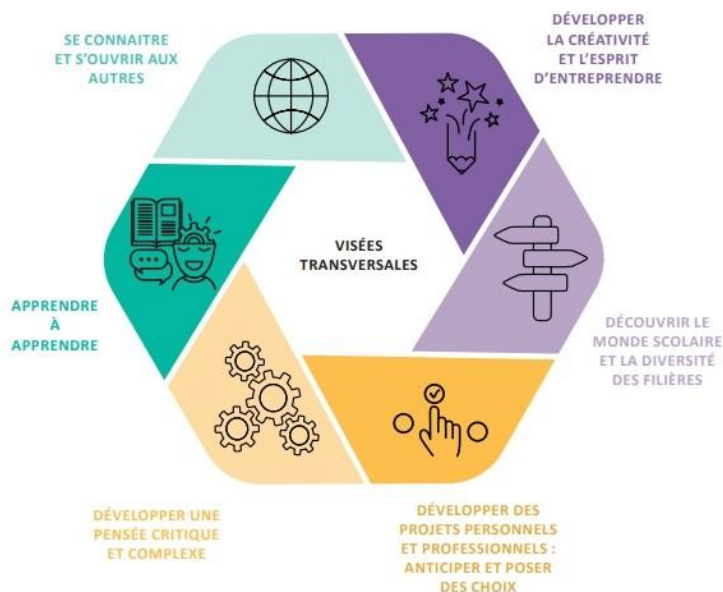 SE CONNAITRE
ET S'OUVRIR AUX
AUTRES
DÉVELOPPER
LA CRÉATIVITÉ
ET L'ESPRIT
D'ENTREPRENDRE
VISÉES
TRANSVERSALES
APPRENDRE
À
APPRENDRE
DÉCOUVRIR LE
MONDE SCOLAIRE
ET LA DIVERSITÉ
DES FILIÈRES
DÉVELOPPER UNE
PENSÉE CRITIQUE
ET COMPLEXE
DÉVELOPPER DES
PROJETS PERSONNELS
ET PROFESSIONNELS :
ANTICIPER ET POSER
DES CHOIX